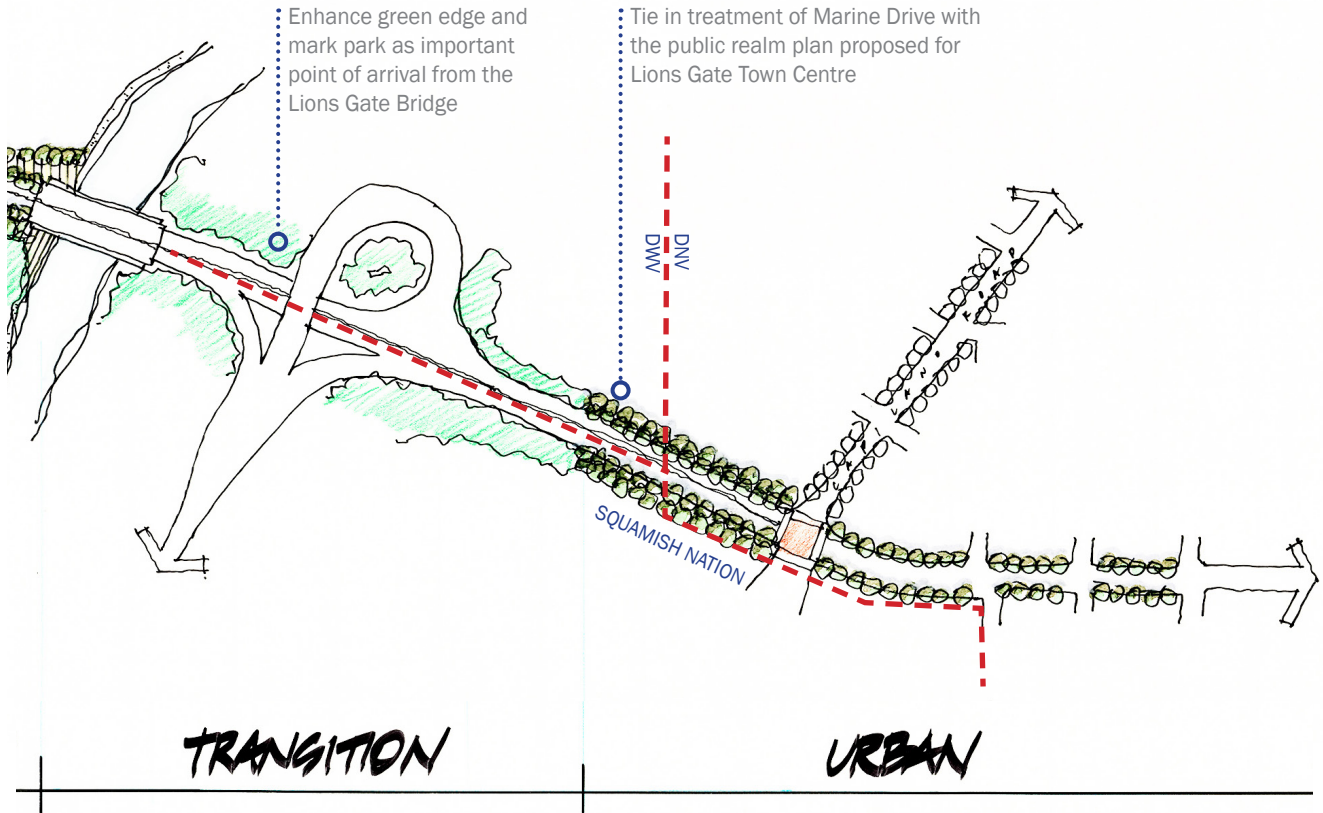 Enhance green edge and
mark park as important
point of arrival from the
Lions Gate Bridge
Tie in treatment of Marine Drive with
the public realm plan proposed for
Lions Gate Town Centre
DNV
DWV
SQUAMISH NATION
TRANSITION
URBAN